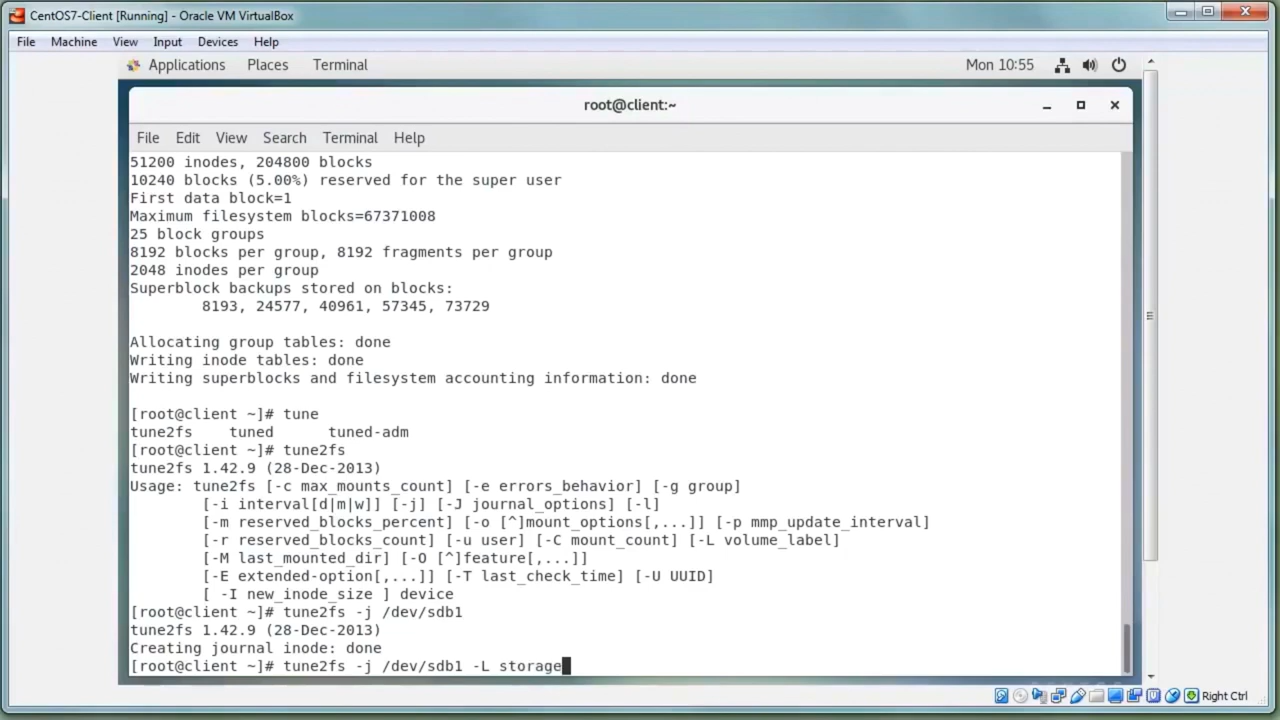 CentOS7-Client [Running] - Oracle VM VirtualBox
File Machine View Input Devices Help
Applications Places Terminal Mon 10:55
root@client:~
File Edit View Search Terminal Help
51200 inodes, 204800 blocks
10240 blocks (5.00%) reserved for the super user
First data block=1
Maximum filesystem blocks=67371008
25 block groups
8192 blocks per group, 8192 fragments per group
2048 inodes per group
Superblock backups stored on blocks:
8193, 24577, 40961, 57345, 73729
Allocating group tables: done
Writing inode tables: done
Writing superblocks and filesystem accounting information: done
[root@client ~]# tune
tune2fs tuned tuned-adm
[root@client ~]# tune2fs
tune2fs 1.42.9 (28-Dec-2013)
Usage: tune2fs [-c max_mounts_count] [-e errors_behavior] [-g group]
[-i interval[d|m|w]] [-j] [-J journal_options] [-l]
[-m reserved_blocks_percent] [-o [^]mount_options[,...]] [-p mmp_update_interval]
[-r reserved_blocks_count] [-u user] [-C mount_count] [-L volume_label]
[-M last_mounted_dir] [-O [^]feature[,...]]
[-E extended-option[,...]] [-T last_check_time] [-U UUID]
[ -I new_inode_size ] device
[root@client ~]# tune2fs -j /dev/sdb1
tune2fs 1.42.9 (28-Dec-2013)
Creating journal inode: done
[root@client ~]# tune2fs -j /dev/sdb1 -L storage
Right Ctrl